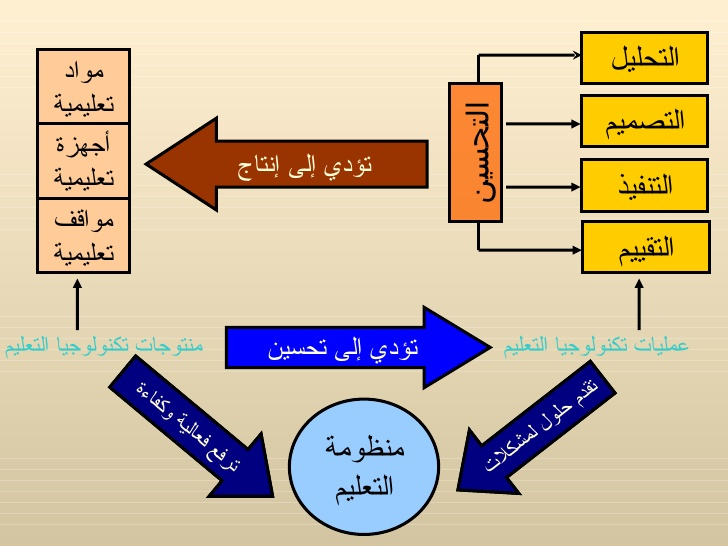 التحليل
التصميم
التنفيذ
التقييم
التحسين
تؤدي إلى إنتاج
مواد
تعليمية
أجهزة
تعليمية
مواقف
تعليمية
عمليات تكنولوجيا التعليم
تؤدي إلى تحسين
منتوجات تكنولوجيا التعليم
تقدم حلول لمشكلات
ترفع فعالية وكفاءة
منظومة
التعليم